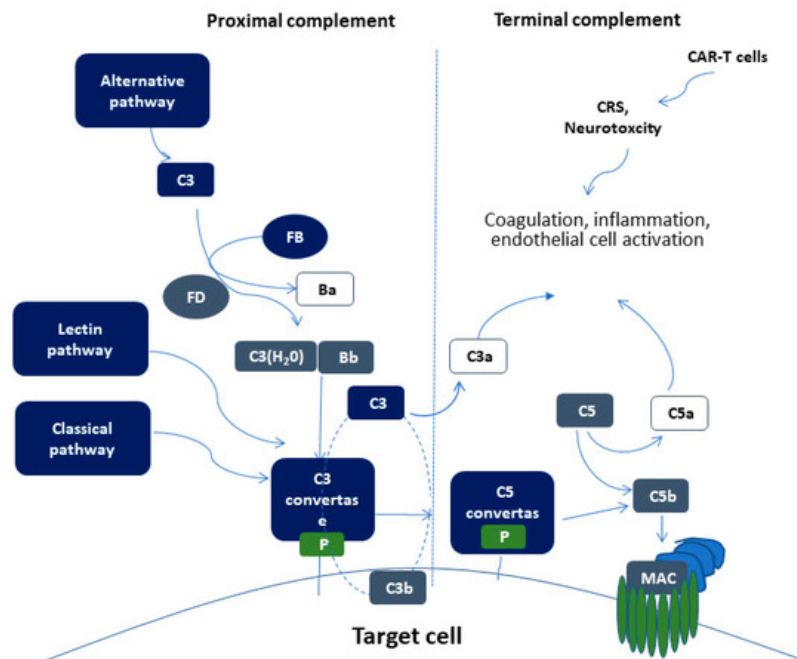 Proximal complement
Terminal complement
Alternative
pathway
CAR-T cells
CRS,
Neurotoxcity
C3
Coagulation, inflammation,
endothelial cell activation
FB
FD
Ba
Lectin
pathway
C3(H₂0)
Bb
C3a
C3
C5
C5a
Classical
pathway
C3
convertas
e
P
C5
convertas
P
C5b
C3b
MAC
Target cell